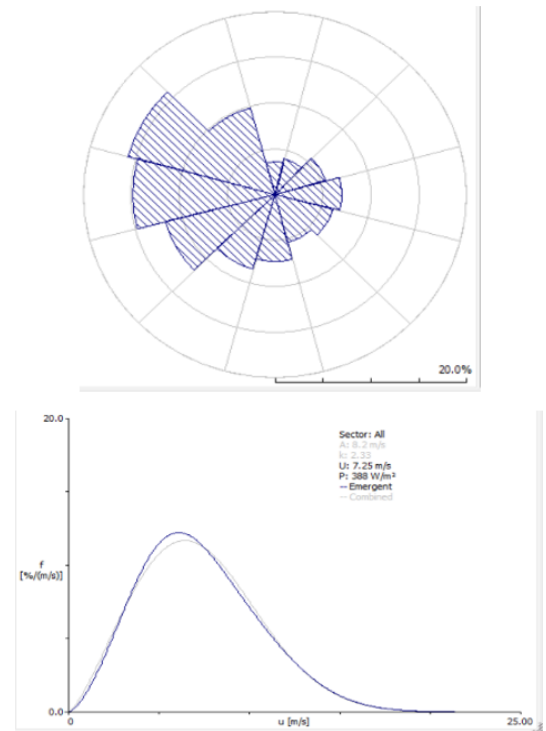 20.0%
20.0
Sector: All
A: 8.2 m/s
k: 2.33
U: 7.25 m/s
P: 388 W/m²
-- Emergent
-- Combined
f
[%/(m/s)]
0.0
0
u [m/s]
25.00